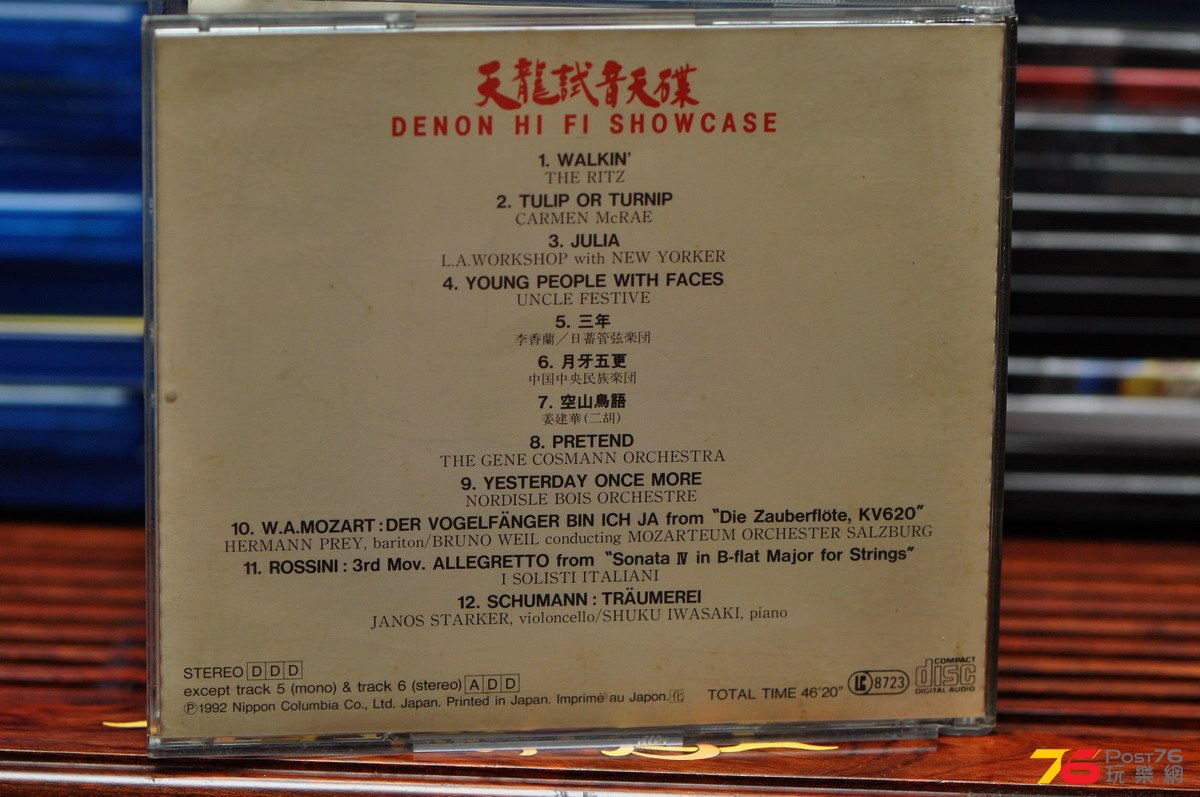 天龍試音天碟
DENON HI FI SHOWCASE
1. WALKIN'
THE RITZ
2. TULIP OR TURNIP
CARMEN McRAE
3. JULIA
L.A.WORKSHOP with NEW YORKER
4. YOUNG PEOPLE WITH FACES
UNCLE FESTIVE
5. 三年
李香蘭／日蓄管弦楽団
6. 月牙五更
中国中央民族楽団
7. 空山鳥語
姜建華(二胡)
8. PRETEND
THE GENE COSMANN ORCHESTRA
9. YESTERDAY ONCE MORE
NORDISLE BOIS ORCHESTRE
10. W.A.MOZART : DER VOGELFÄNGER BIN ICH JA from "Die Zauberflöte, KV620"
HERMANN PREY, bariton/BRUNO WEIL conducting MOZARTEUM ORCHESTER SALZBURG
11. ROSSINI : 3rd Mov. ALLEGRETTO from "Sonata Ⅳ in B-flat Major for Strings"
I SOLISTI ITALIANI
12. SCHUMANN : TRÄUMEREI
JANOS STARKER, violoncello/SHUKU IWASAKI, piano
STEREO DDD
except track 5 (mono) & track 6 (stereo) ADD
℗1992 Nippon Columbia Co., Ltd. Japan. Printed in Japan. Imprimé au Japon. 化
TOTAL TIME 46'20"
8723
COMPACT
disc
DIGITAL AUDIO
76 POST76
玩樂網